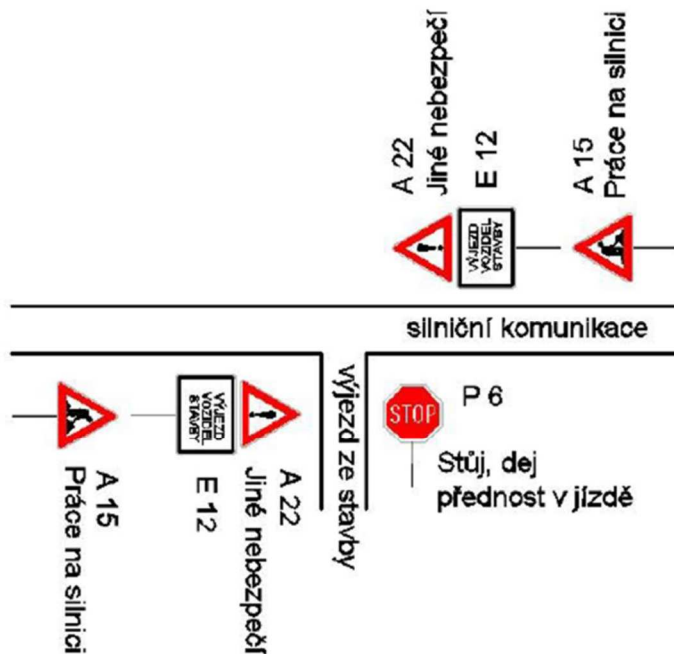 A 22
Jiné nebezpečí
E 12
A 15
Práce na silnici
VÝJEZD
VOZIDEL
STAVBY
silniční komunikace
výjezd ze stavby
VÝJEZD
VOZIDEL
STAVBY
STOP
P 6
Stůj, dej
přednost v jízdě
A 15
Práce na silnici
E 12
A 22
Jiné nebezpečí